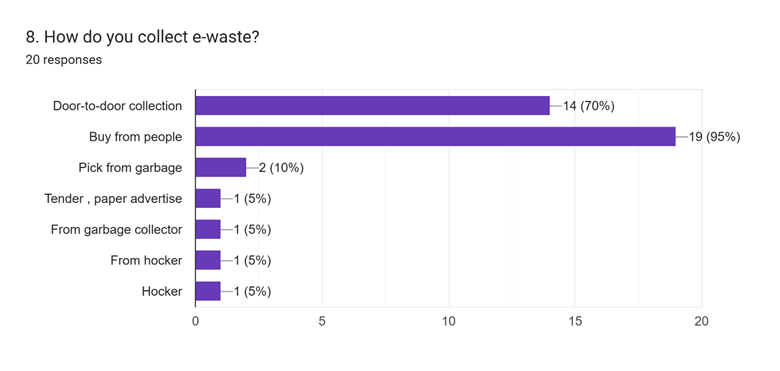 8. How do you collect e-waste?
20 responses
Door-to-door collection 14 (70%)
Buy from people 19 (95%)
Pick from garbage 2 (10%)
Tender , paper advertise 1 (5%)
From garbage collector 1 (5%)
From hocker 1 (5%)
Hocker 1 (5%)
0 5 10 15 20